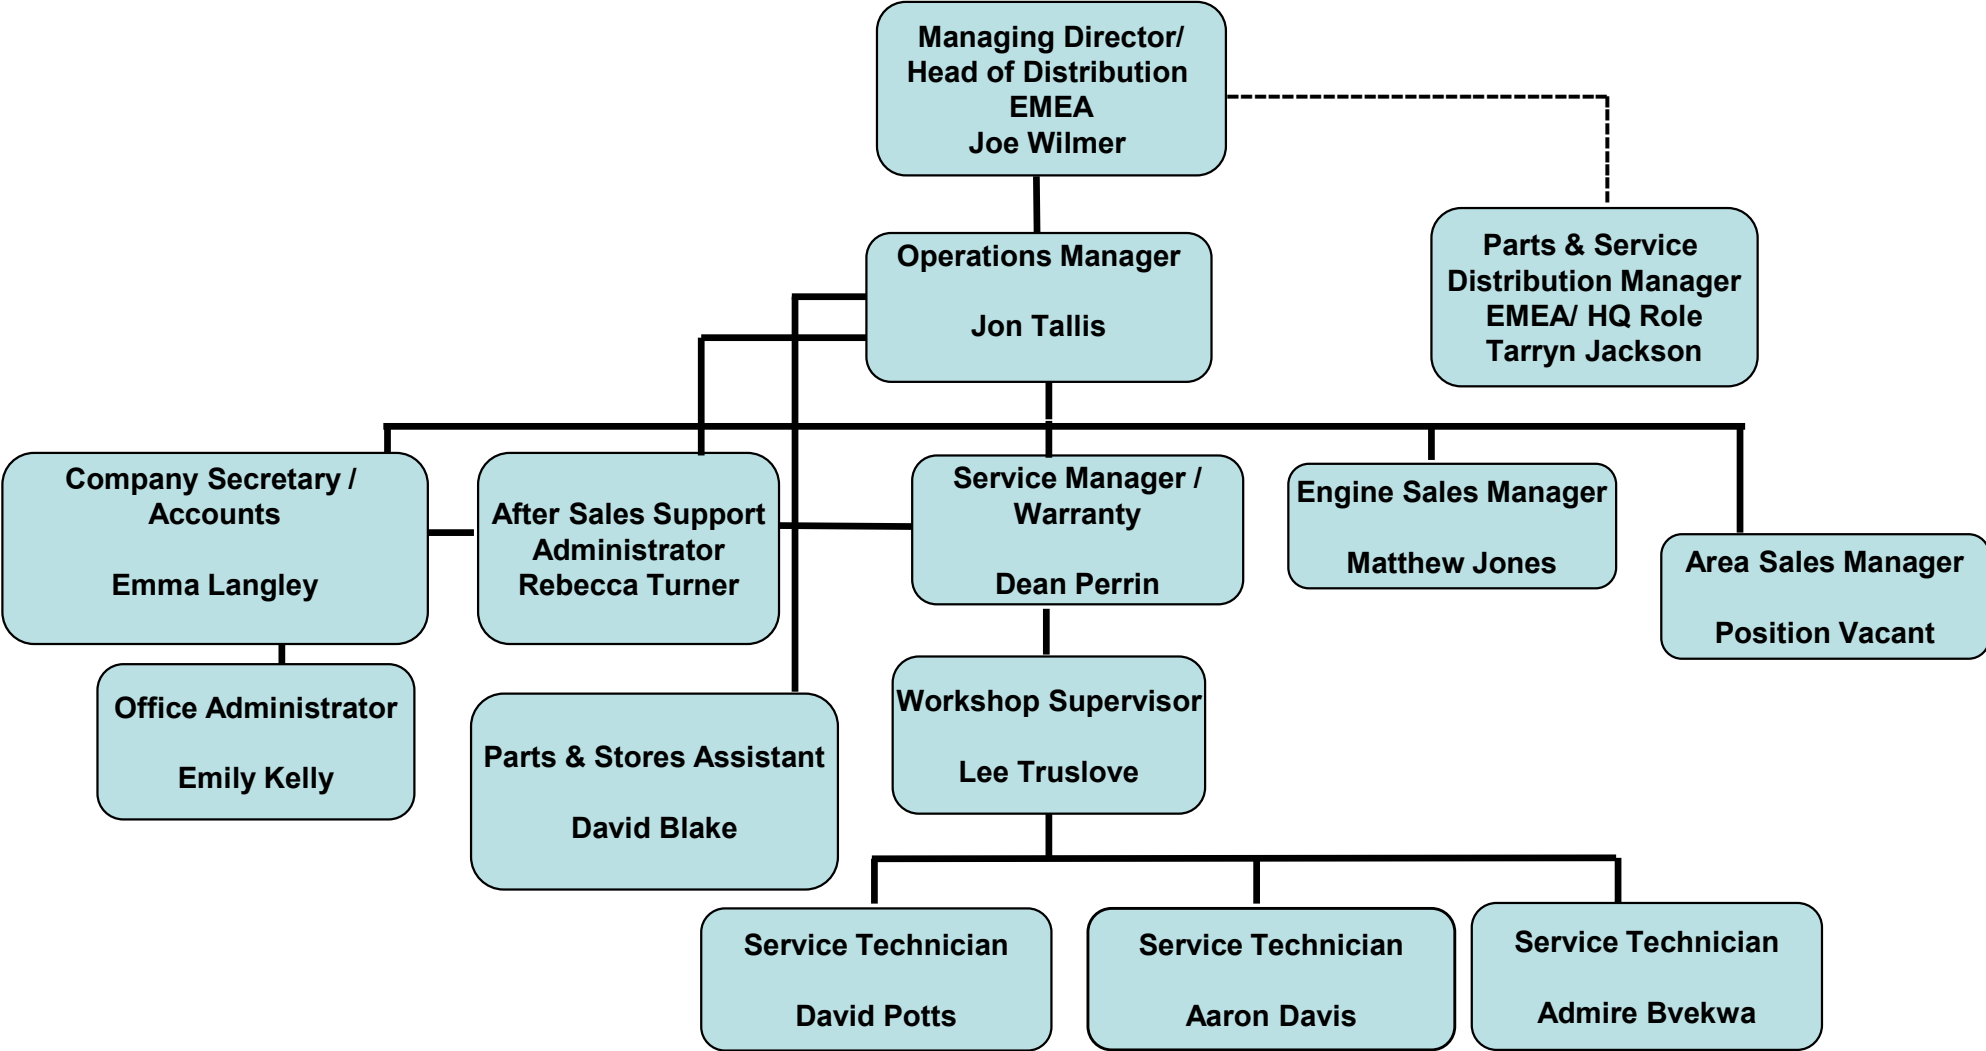 Managing Director/
Head of Distribution
EMEA
Joe Wilmer
Parts & Service
Distribution Manager
EMEA/ HQ Role
Tarryn Jackson
Operations Manager
Jon Tallis
Company Secretary /
Accounts
Emma Langley
After Sales Support
Administrator
Rebecca Turner
Service Manager /
Warranty
Dean Perrin
Engine Sales Manager
Matthew Jones
Area Sales Manager
Position Vacant
Office Administrator
Emily Kelly
Parts & Stores Assistant
David Blake
Workshop Supervisor
Lee Truslove
Service Technician
David Potts
Service Technician
Aaron Davis
Service Technician
Admire Bvekwa